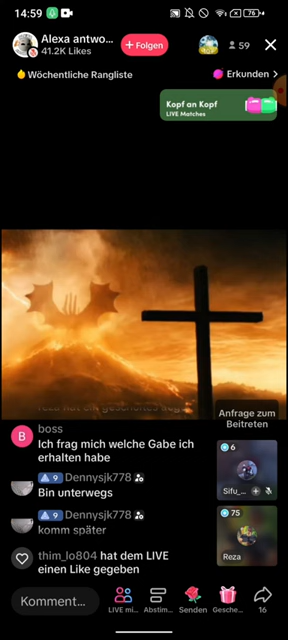 14:59
76
Alexa antwo...
41.2K Likes
+ Folgen
59
Wöchentliche Rangliste
Erkunden >
Kopf an Kopf
LIVE Matches
Anfrage zum
Beitreten
boss
Ich frag mich welche Gabe ich
erhalten habe
9 Dennysjk778
Bin unterwegs
9 Dennysjk778
komm später
thim_lo804 hat dem LIVE
einen Like gegeben
6
Sifu_...
75
Reza
Komment...
LIVE mi...
Abstim...
Senden
Gesche...
16